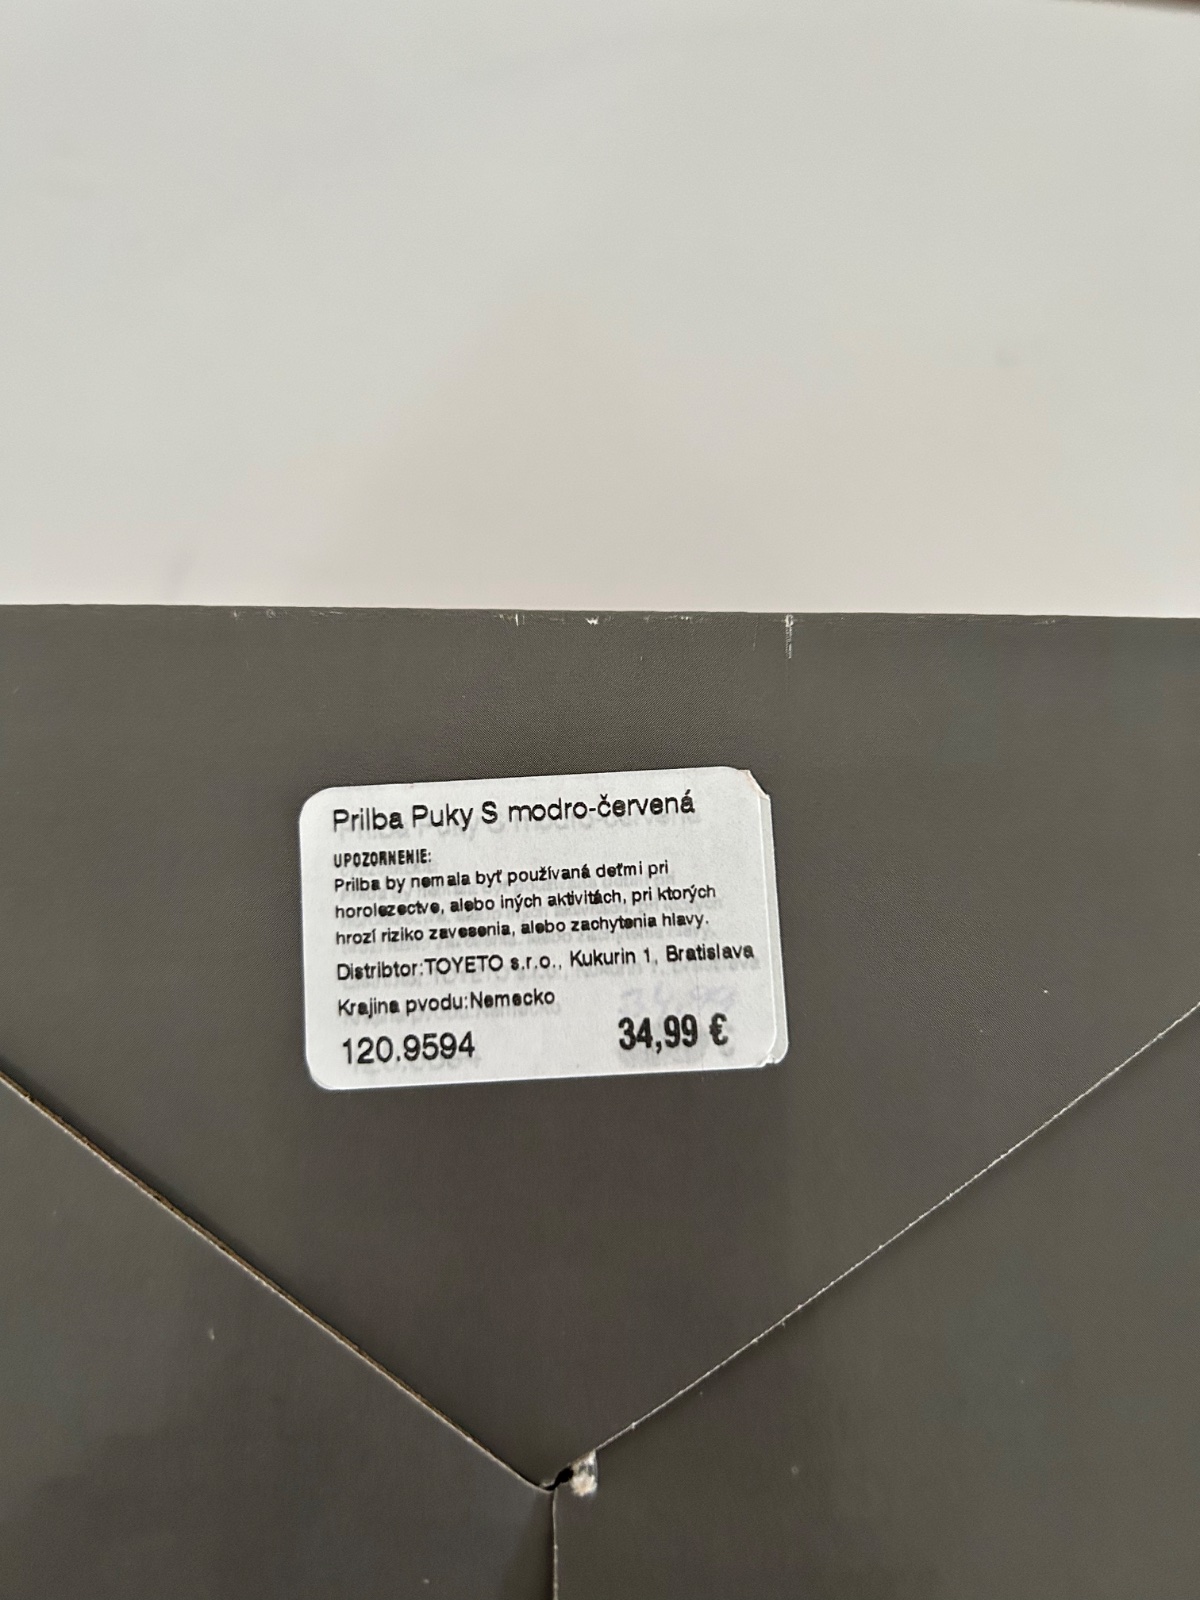 Prilba Puky S modro-červená
UPOZORNENIE:
Prilba by nemala byť používaná deťmi pri
horolezectve, alebo iných aktivitách, pri ktorých
hrozí riziko zavesenia, alebo zachytenia hlavy.
Distribtor:TOYETO s.r.o., Kukurin 1, Bratislava
Krajina pvodu:Nemecko
120.9594 34,99 €